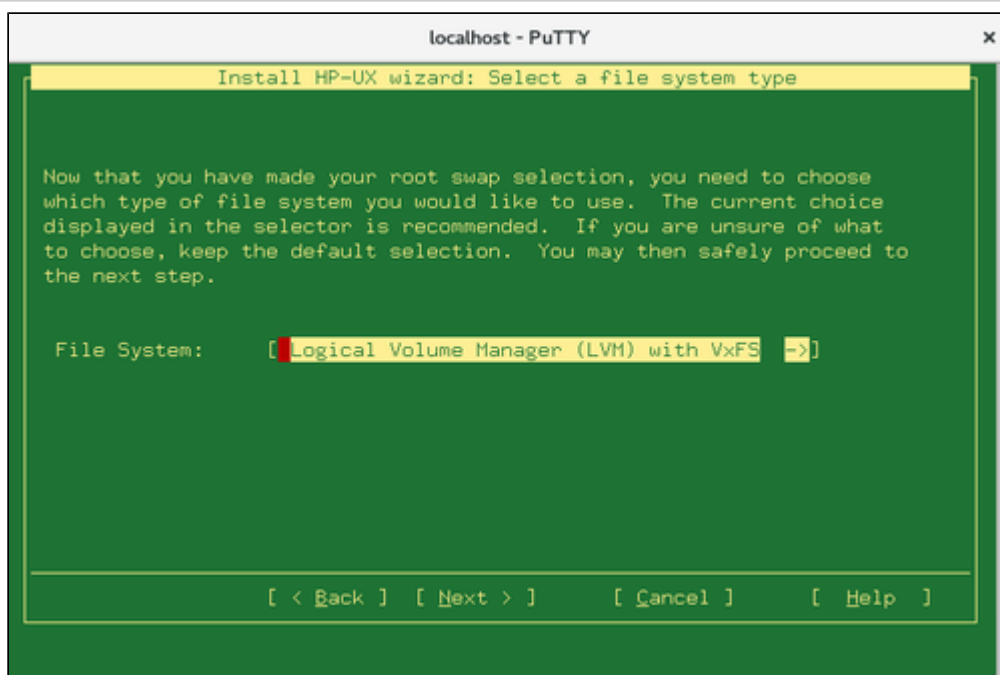 localhost - PuTTY
×
Install HP-UX wizard: Select a file system type
Now that you have made your root swap selection, you need to choose
which type of file system you would like to use.  The current choice
displayed in the selector is recommended.  If you are unsure of what
to choose, keep the default selection.  You may then safely proceed to
the next step.
File System:     [ Logical Volume Manager (LVM) with VxFS  ->]
[ < Back ]  [ Next > ]      [ Cancel ]      [  Help  ]